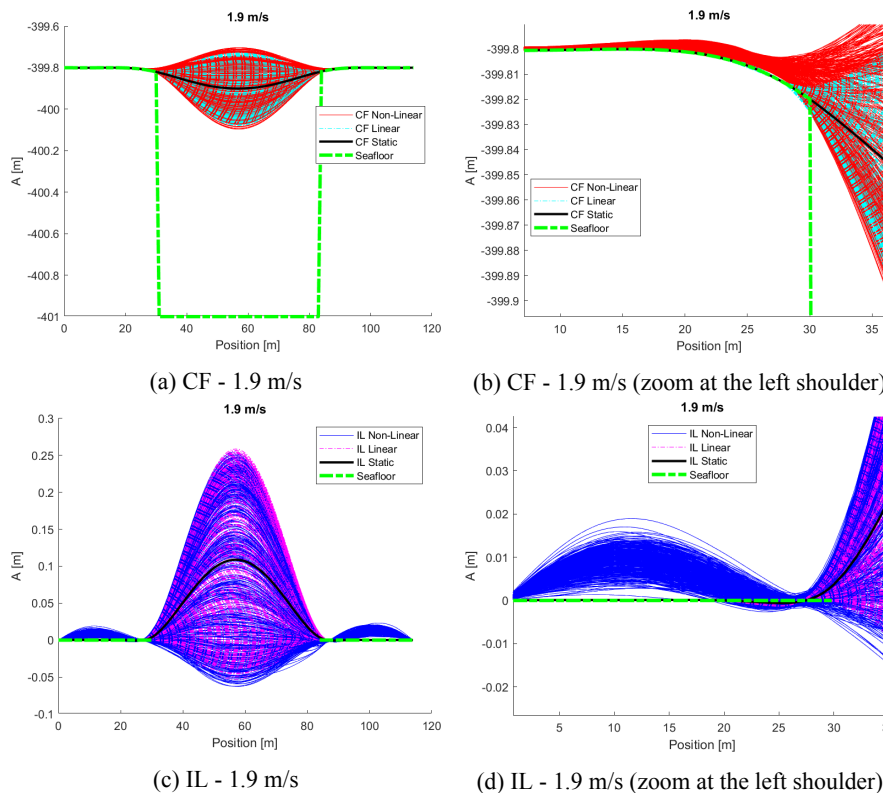 1.9 m/s
-399.6
-399.8
-400
-400.2
-400.4
-400.6
-400.8
-401
A [m]
CF Non-Linear
CF Linear
CF Static
Seafloor
0 20 40 60 80 100 120
Position [m]
(a) CF - 1.9 m/s
1.9 m/s
-399.8
-399.81
-399.82
-399.83
-399.84
-399.85
-399.86
-399.87
-399.88
-399.89
-399.9
A [m]
CF Non-Linear
CF Linear
CF Static
Seafloor
10 15 20 25 30 35
Position [m]
(b) CF - 1.9 m/s (zoom at the left shoulder)
1.9 m/s
0.3
0.25
0.2
0.15
0.1
0.05
0
-0.05
-0.1
A [m]
IL Non-Linear
IL Linear
IL Static
Seafloor
0 20 40 60 80 100 120
Position [m]
(c) IL - 1.9 m/s
1.9 m/s
0.04
0.03
0.02
0.01
0
-0.01
-0.02
A [m]
IL Non-Linear
IL Linear
IL Static
Seafloor
5 10 15 20 25 30
Position [m]
(d) IL - 1.9 m/s (zoom at the left shoulder)